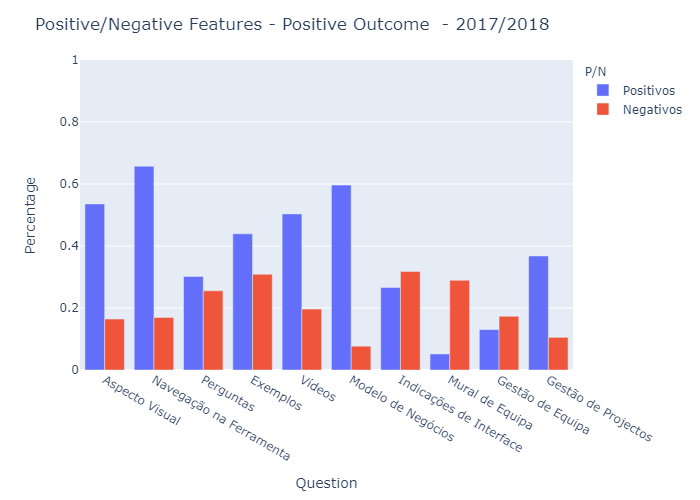 Positive/Negative Features - Positive Outcome  - 2017/2018
P/N
Positivos
Negativos
Percentage
1
0.8
0.6
0.4
0.2
0
Aspecto Visual
Navegação na Ferramenta
Perguntas
Exemplos
Vídeos
Modelo de Negócios
Indicações de Interface
Mural de Equipa
Gestão de Equipa
Gestão de Projectos
Question